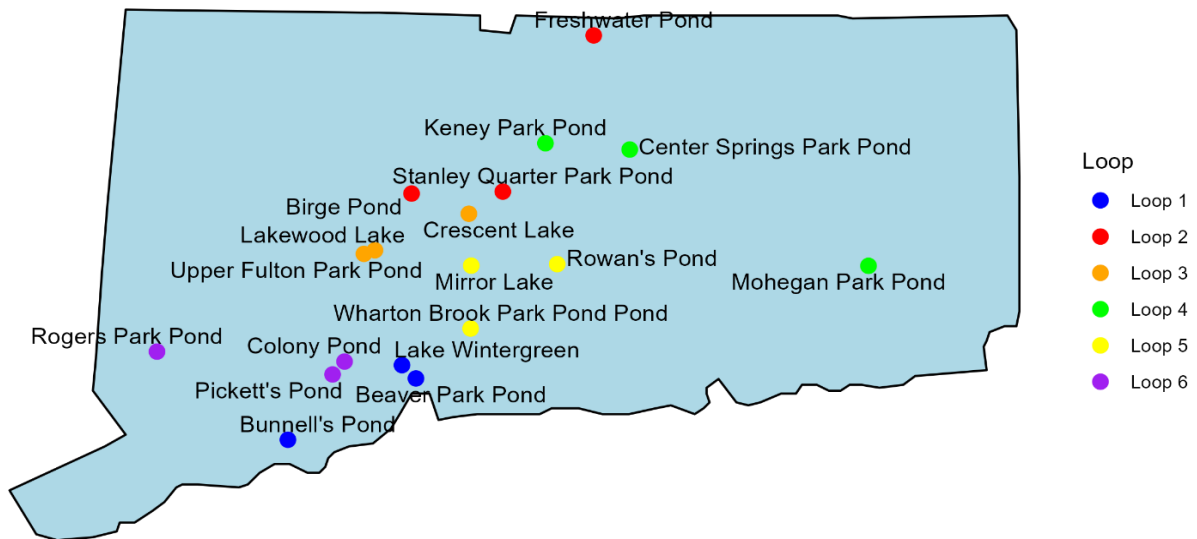 Freshwater Pond
Keney Park Pond
Center Springs Park Pond
Stanley Quarter Park Pond
Birge Pond
Crescent Lake
Lakewood Lake
Rowan's Pond
Upper Fulton Park Pond
Mirror Lake
Mohegan Park Pond
Wharton Brook Park Pond Pond
Rogers Park Pond
Colony Pond
Lake Wintergreen
Pickett's Pond
Beaver Park Pond
Bunnell's Pond
Loop
Loop 1
Loop 2
Loop 3
Loop 4
Loop 5
Loop 6